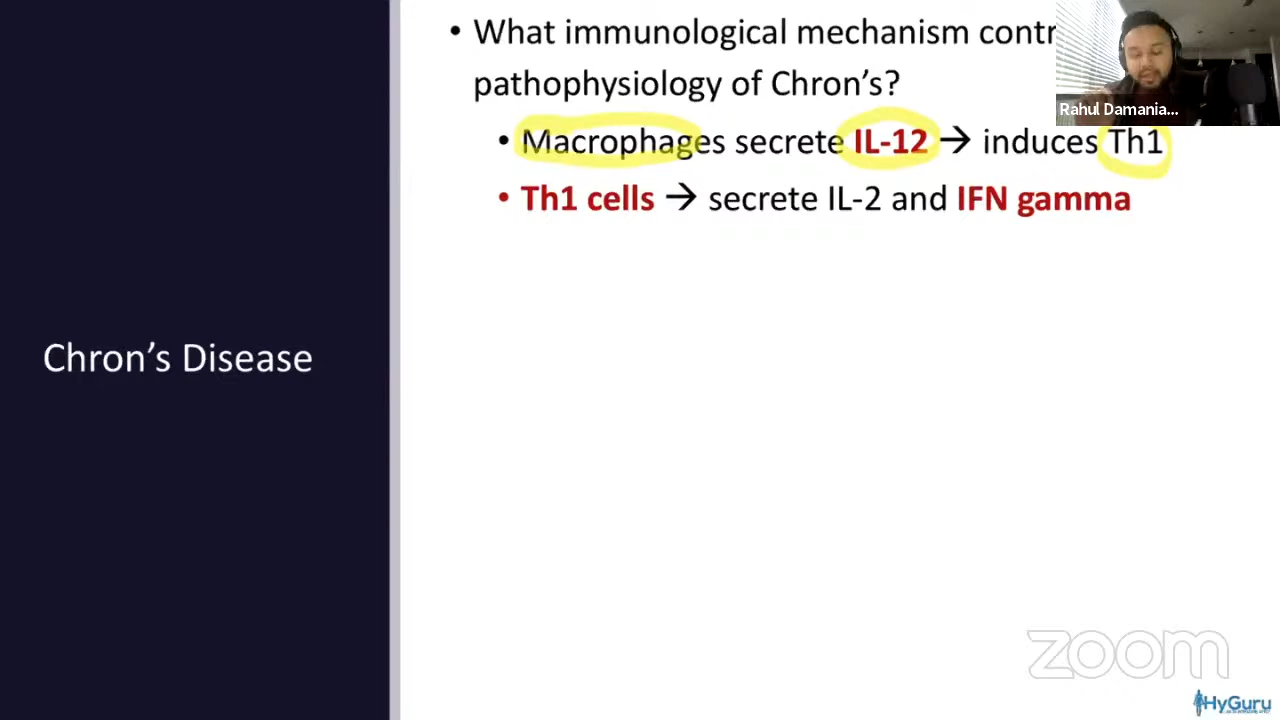 • What immunological mechanism contr
pathophysiology of Chron's?
• Macrophages secrete IL-12 → induces Th1
• Th1 cells → secrete IL-2 and IFN gamma
Rahul Damania...
Chron's Disease
zoom
HyGuru